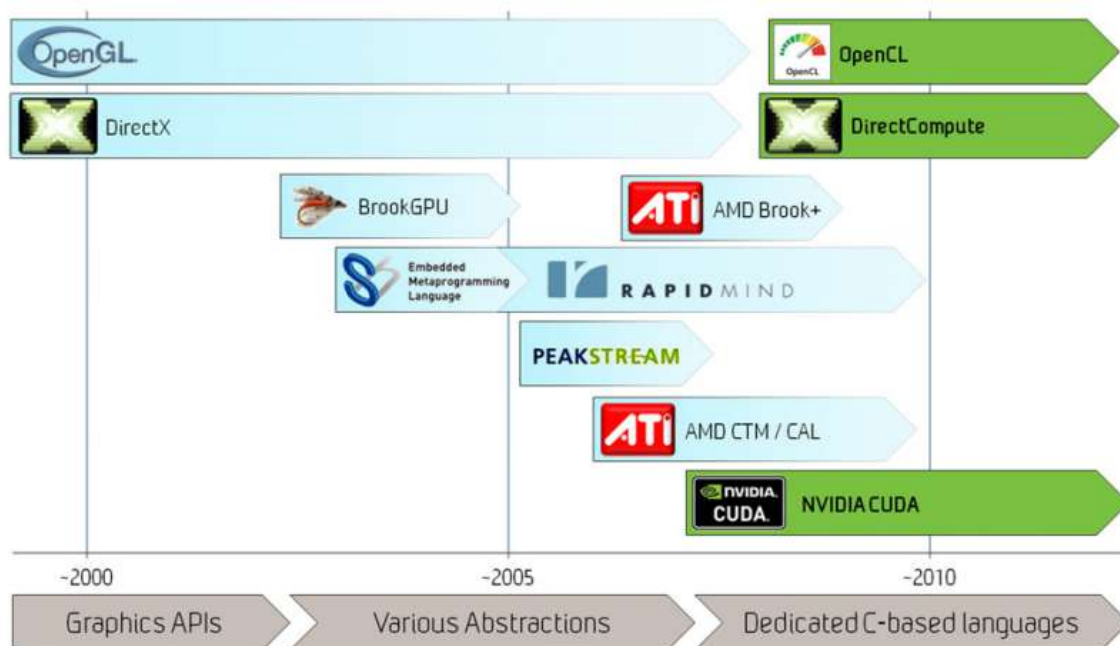 OpenGL
OpenCL
OpenCL
DirectX
DirectCompute
BrookGPU
ATI
AMD Brook+
Embedded
Metaprogramming
Language
RAPIDMIND
PEAKSTREAM
ATI
AMD CTM / CAL
NVIDIA
CUDA
NVIDIA CUDA
~2000
~2005
~2010
Graphics APIs
Various Abstractions
Dedicated C-based languages